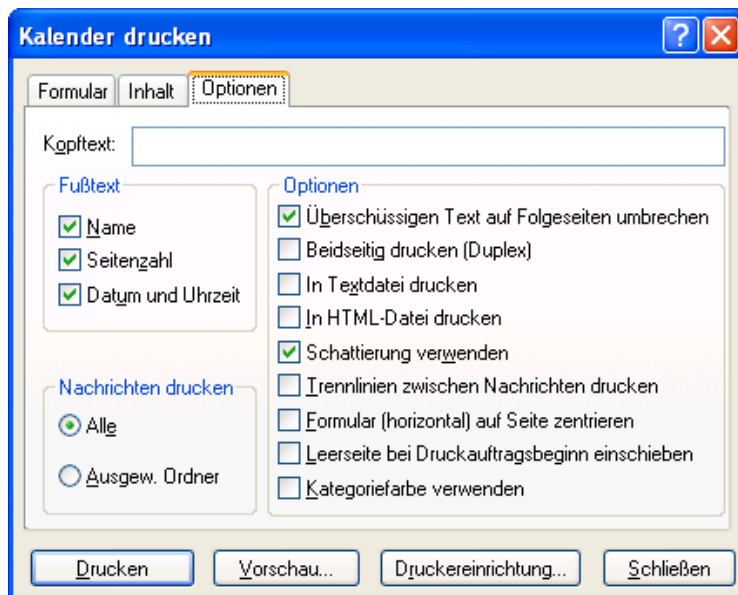 Kalender drucken
Formular Inhalt Optionen
Kopftext:
Fußtext
Name
Seitenzahl
Datum und Uhrzeit
Nachrichten drucken
Alle
Ausgew. Ordner
Optionen
Überschüssigen Text auf Folgeseiten umbrechen
Beidseitig drucken (Duplex)
In Textdatei drucken
In HTML-Datei drucken
Schattierung verwenden
Trennlinien zwischen Nachrichten drucken
Formular (horizontal) auf Seite zentrieren
Leerseite bei Druckauftragsbeginn einschieben
Kategoriefarbe verwenden
Drucken Vorschau... Druckereinrichtung... Schließen